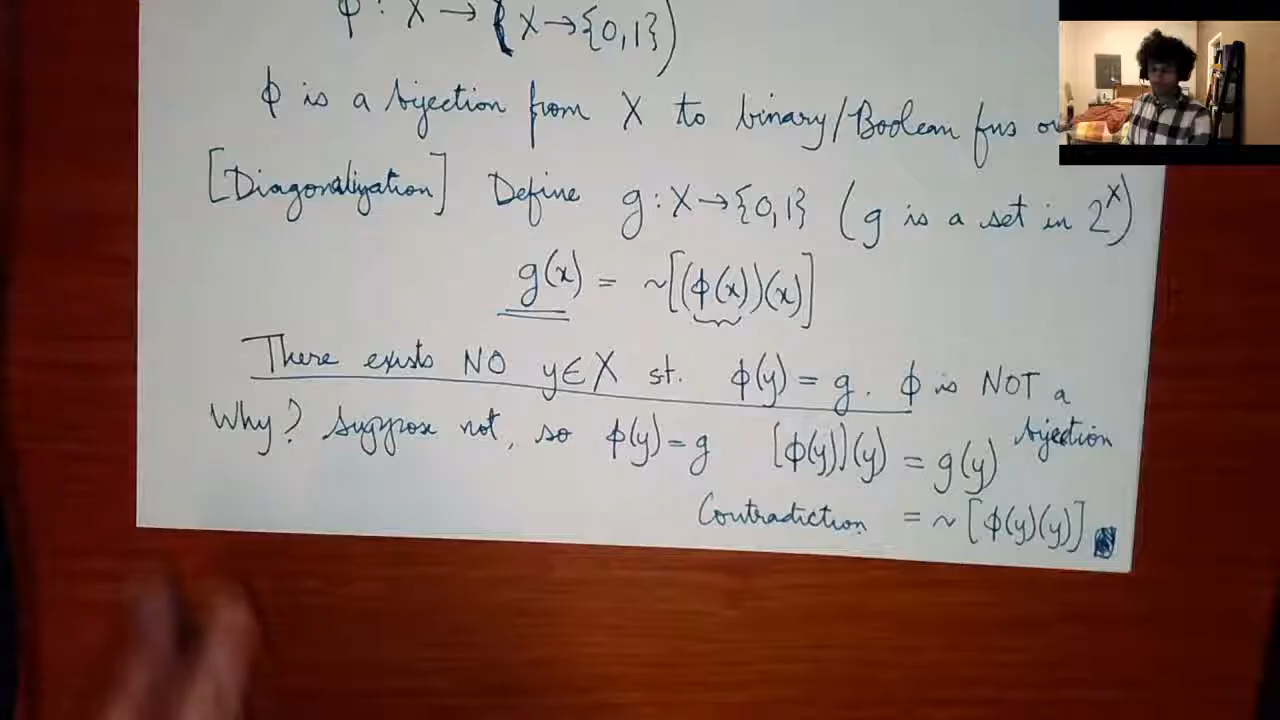 ϕ : X → (X→{0,1})
ϕ is a bijection from X to binary/Boolean fns
[Diagonalization] Define g : X→{0,1} (g is a set in 2^X)
g(x) = ~[(ϕ(x))(x)]
There exists NO y∈X st. ϕ(y) = g. ϕ is NOT a
bijection
Why? Suppose not, so ϕ(y) = g [ϕ(y)](y) = g(y)
Contradiction = ~[ϕ(y)(y)]